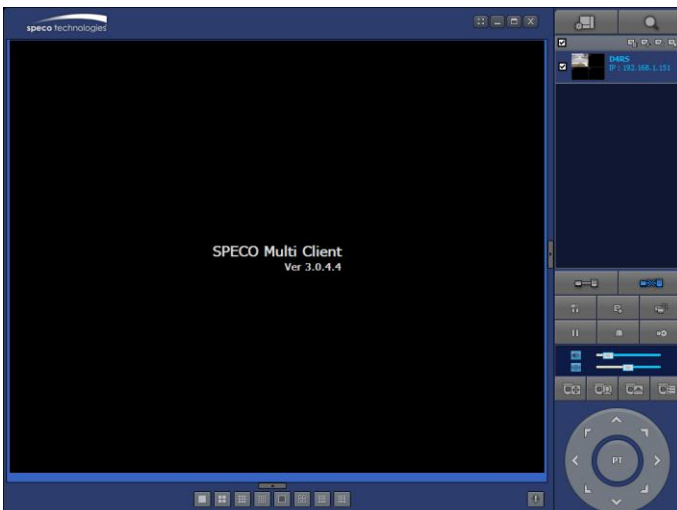 speco technologies
D4RS
IP : 192.168.1.151
SPECO Multi Client
Ver 3.0.4.4
PT